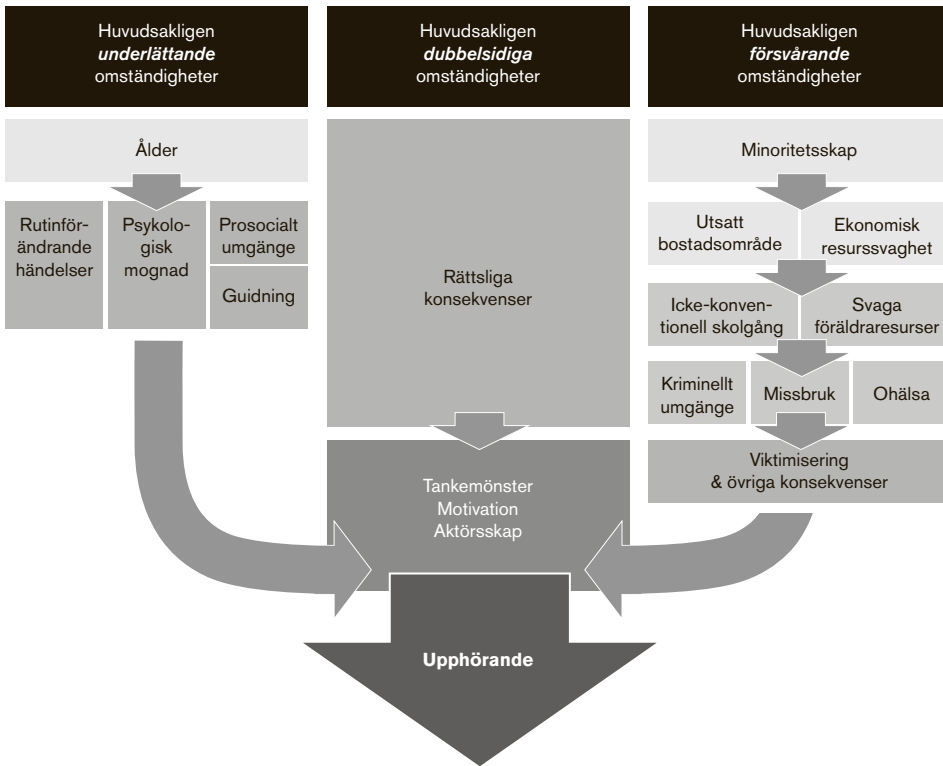 Huvudsakligen
underlättande
omständigheter
Huvudsakligen
dubbelsidiga
omständigheter
Huvudsakligen
försvårande
omständigheter
Ålder
Rutinför-
ändrande
händelser
Psykolo-
gisk
mognad
Prosocialt
umgänge
Guidning
Rättsliga
konsekvenser
Minoritetsskap
Utsatt
bostadsområde
Ekonomisk
resurssvaghet
Icke-konven-
tionell skolgång
Svaga
föräldraresurser
Kriminellt
umgänge
Missbruk
Ohälsa
Viktimisering
& övriga konsekvenser
Tankemönster
Motivation
Aktörsskap
Upphörande